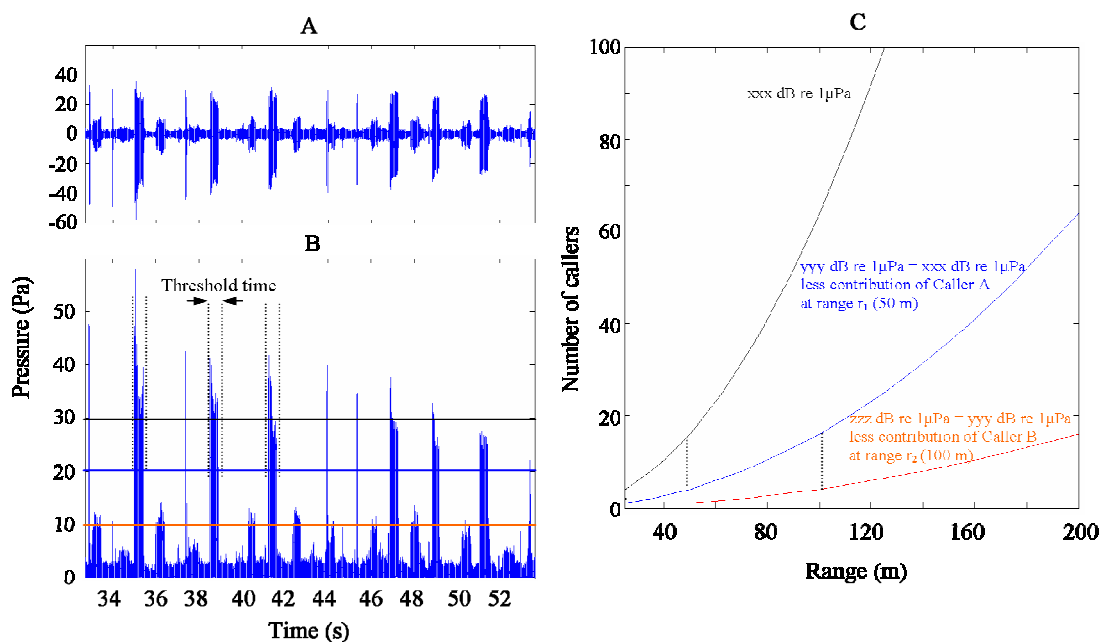 A
40
20
0
-20
-40
-60
B
Threshold time
50
40
30
20
10
0
Pressure (Pa)
34 36 38 40 42 44 46 48 50 52
Time (s)
C
100
80
60
40
20
0
Number of callers
xxx dB re 1µPa
yyy dB re 1µPa = xxx dB re 1µPa
less contribution of Caller A
at range r₁ (50 m)
zzz dB re 1µPa = yyy dB re 1µPa
less contribution of Caller B
at range r₂ (100 m)
40 80 120 160 200
Range (m)